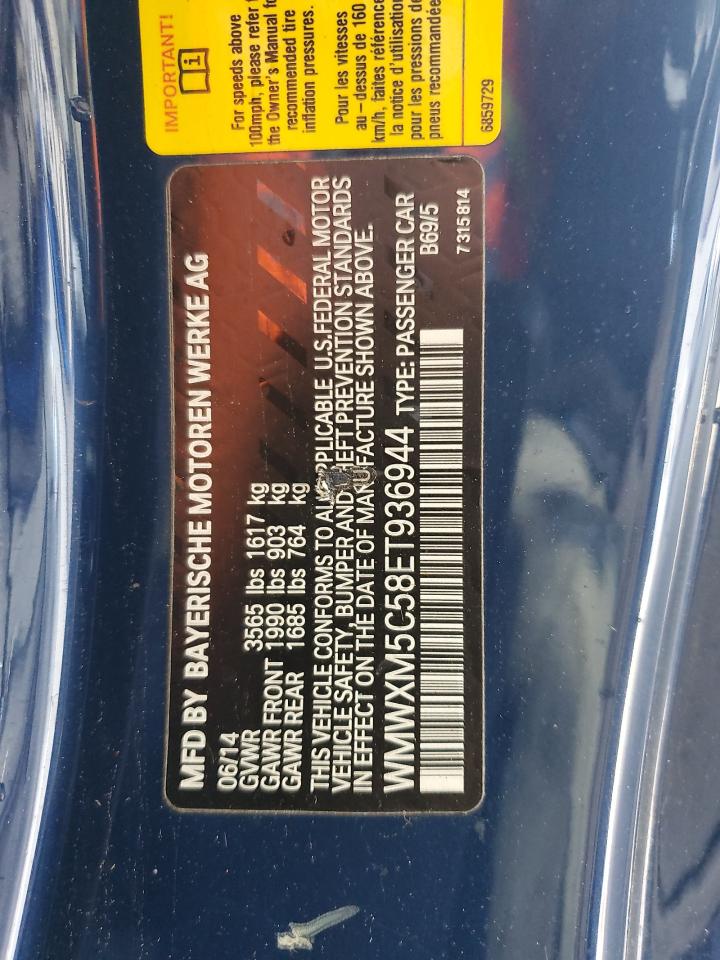 IMPORTANT!
For speeds above
100mph, please refer
the Owner's Manual
recommended tire
inflation pressures.
Pour les vitesses
au-dessus de 160
km/h, faites référence
la notice d'utilisation
pour les pressions de
pneus recommandée
6859729
MFD BY BAYERISCHE MOTOREN WERKE AG
06/14
GVWR 3565 lbs 1617 kg
GAWR FRONT 1990 lbs 903 kg
GAWR REAR 1685 lbs 764 kg
THIS VEHICLE CONFORMS TO ALL APPLICABLE U.S.FEDERAL MOTOR
VEHICLE SAFETY, BUMPER AND THEFT PREVENTION STANDARDS
IN EFFECT ON THE DATE OF MANUFACTURE SHOWN ABOVE.
WMWXM5C58ET936944 TYPE: PASSENGER CAR
B69/5
7 315 814